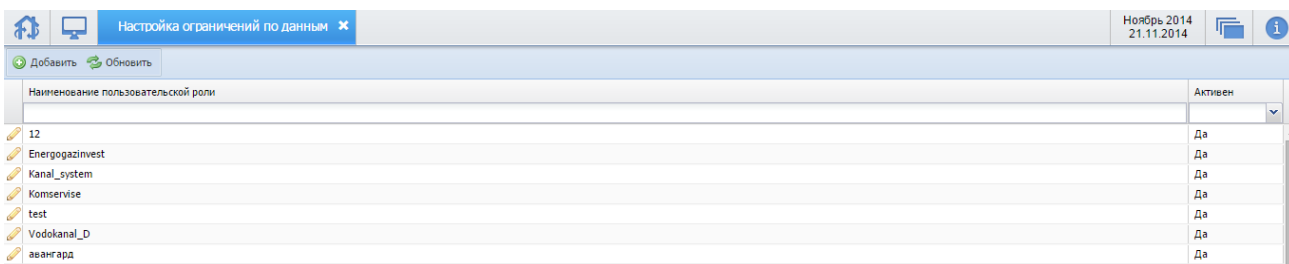 Настройка ограничений по данным
Ноябрь 2014
21.11.2014
Добавить Обновить
Наименование пользовательской роли Активен
12 Да
Energogazinvest Да
Kanal_system Да
Komservise Да
test Да
Vodokanal_D Да
авангард Да